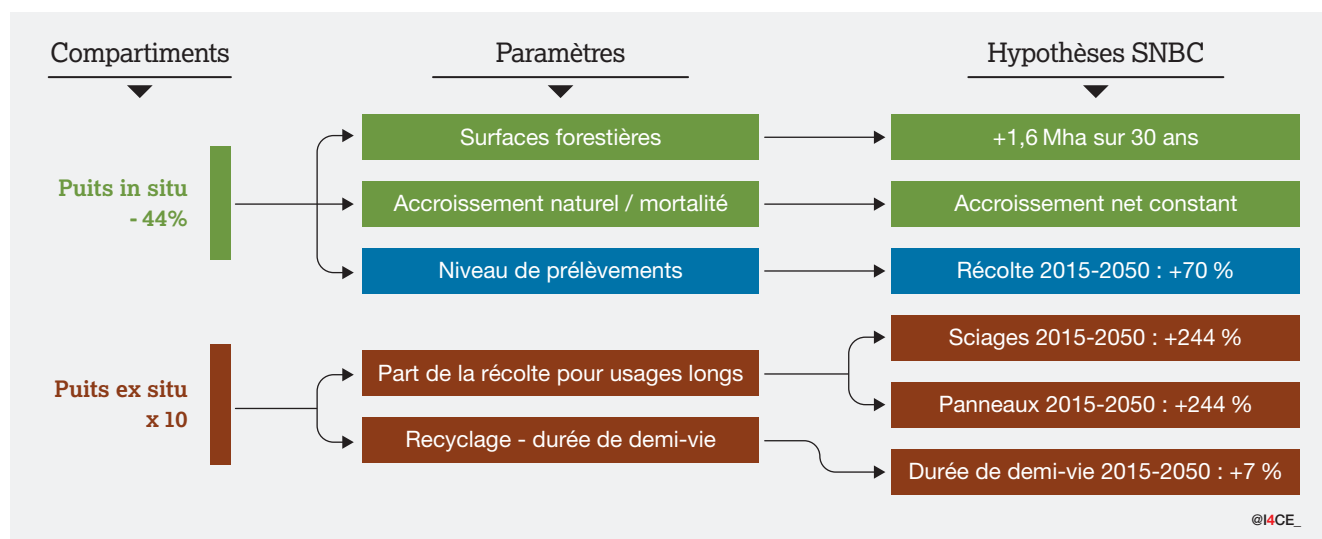 Compartiments
Paramètres
Hypothèses SNBC
Puits in situ
- 44%
Surfaces forestières
+1,6 Mha sur 30 ans
Accroissement naturel / mortalité
Accroissement net constant
Niveau de prélèvements
Récolte 2015-2050 : +70 %
Puits ex situ
x 10
Part de la récolte pour usages longs
Sciages 2015-2050 : +244 %
Panneaux 2015-2050 : +244 %
Recyclage - durée de demi-vie
Durée de demi-vie 2015-2050 : +7 %
@I4CE_